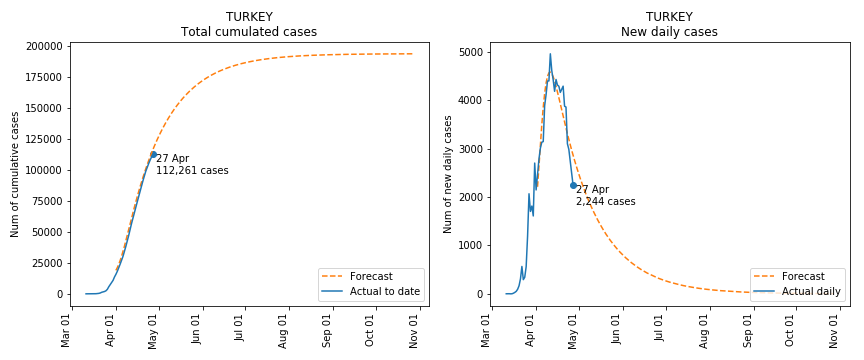 TURKEY
Total cumulated cases
Num of cumulative cases
200000
175000
150000
125000
100000
75000
50000
25000
0
27 Apr
112,261 cases
Forecast
Actual to date
Mar 01
Apr 01
May 01
Jun 01
Jul 01
Aug 01
Sep 01
Oct 01
Nov 01
TURKEY
New daily cases
Num of new daily cases
5000
4000
3000
2000
1000
0
27 Apr
2,244 cases
Forecast
Actual daily
Mar 01
Apr 01
May 01
Jun 01
Jul 01
Aug 01
Sep 01
Oct 01
Nov 01